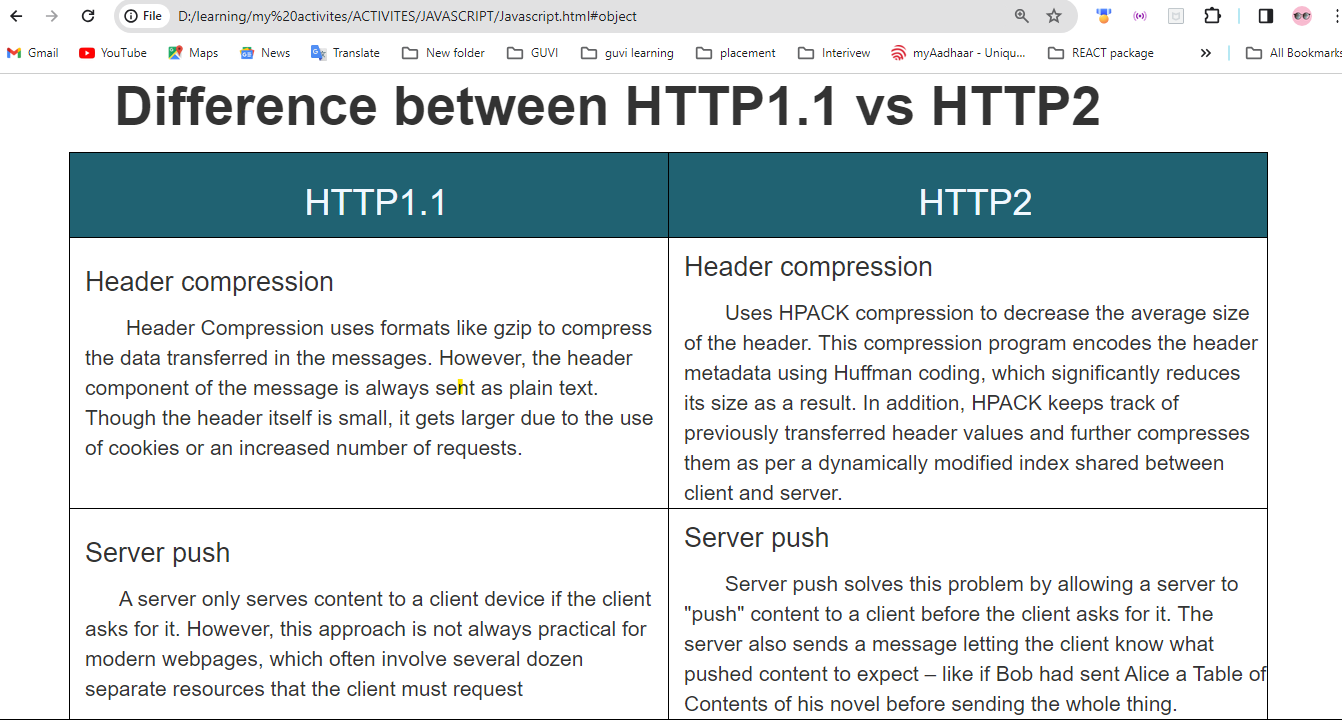 File D:/learning/my%20activites/ACTIVITES/JAVASCRIPT/Javascript.html#object
Gmail YouTube Maps News Translate New folder GUVI guvi learning placement Interivew myAadhaar - Uniqu... REACT package » All Bookmarks
Difference between HTTP1.1 vs HTTP2
HTTP1.1
HTTP2
Header compression
Header Compression uses formats like gzip to compress
the data transferred in the messages. However, the header
component of the message is always sent as plain text.
Though the header itself is small, it gets larger due to the use
of cookies or an increased number of requests.
Header compression
Uses HPACK compression to decrease the average size
of the header. This compression program encodes the header
metadata using Huffman coding, which significantly reduces
its size as a result. In addition, HPACK keeps track of
previously transferred header values and further compresses
them as per a dynamically modified index shared between
client and server.
Server push
A server only serves content to a client device if the client
asks for it. However, this approach is not always practical for
modern webpages, which often involve several dozen
separate resources that the client must request
Server push
Server push solves this problem by allowing a server to
"push" content to a client before the client asks for it. The
server also sends a message letting the client know what
pushed content to expect – like if Bob had sent Alice a Table of
Contents of his novel before sending the whole thing.